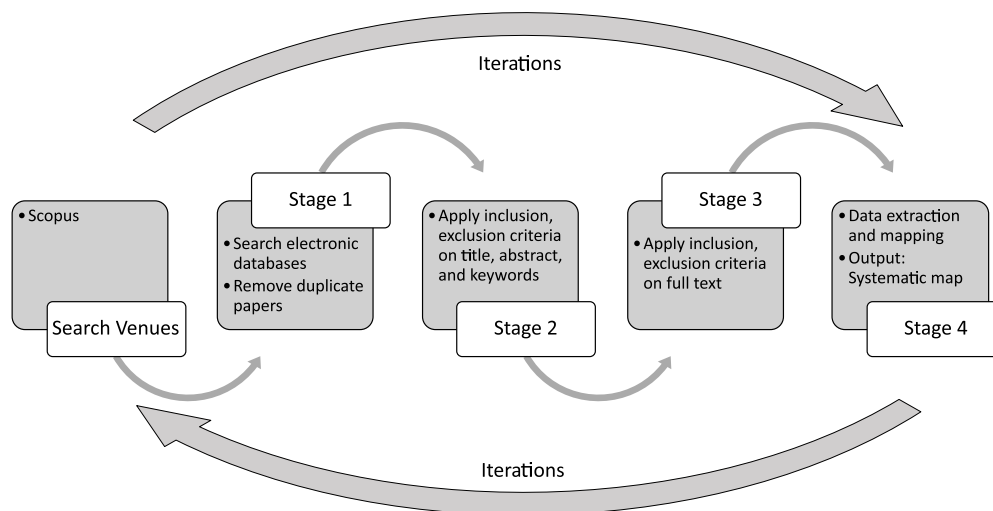 Iterations
• Scopus
Search Venues
Stage 1
• Search electronic
databases
• Remove duplicate
papers
• Apply inclusion,
exclusion criteria
on title, abstract,
and keywords
Stage 2
Stage 3
• Apply inclusion,
exclusion criteria
on full text
• Data extraction
and mapping
• Output:
Systematic map
Stage 4
Iterations